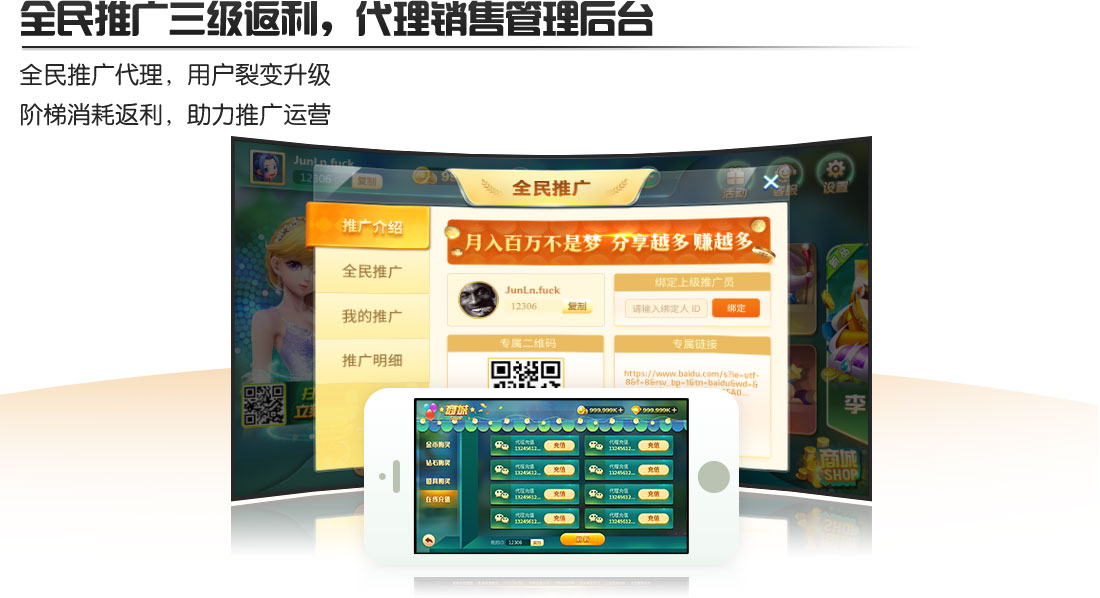 全民推广三级返利，代理销售管理后台
全民推广代理，用户裂变升级
阶梯消耗返利，助力推广运营
JunLn.fuck
12306 复制
活动
客服
设置
全民推广
推广介绍
全民推广
我的推广
推广明细
月入百万不是梦 分享越多 赚越多
JunLn.fuck
12306 复制
绑定上级推广员
请输入绑定人 ID 绑定
专属二维码
专属链接
https://www.baidu.com/s?ie=utf-
8&f=8&rsv_bp=1&tn=baidu&wd=&
李
商城
SHOP
商城
999,999K+ 999,999K+
金币购买
钻石购买
道具购买
在线充值
代理充值
13245612... 充值
代理充值
13245612... 充值
代理充值
13245612... 充值
代理充值
13245612... 充值
代理充值
13245612... 充值
代理充值
13245612... 充值
代理充值
13245612... 充值
代理充值
13245612... 充值
12306 复制